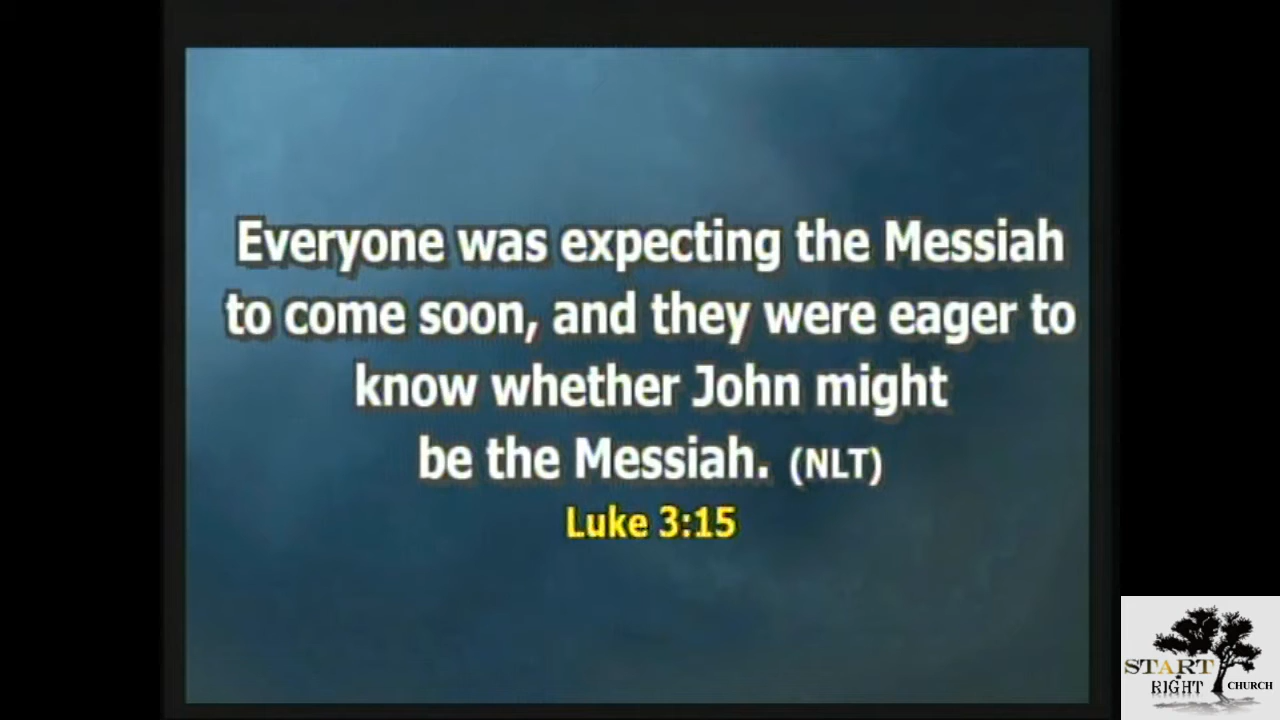 Everyone was expecting the Messiah
to come soon, and they were eager to
know whether John might
be the Messiah. (NLT)
Luke 3:15
START
RIGHT CHURCH